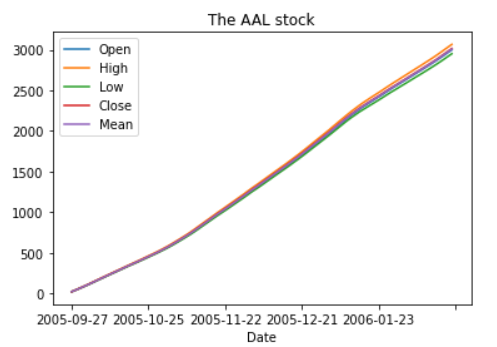 The AAL stock
Open
High
Low
Close
Mean
3000
2500
2000
1500
1000
500
0
2005-09-27 2005-10-25 2005-11-22 2005-12-21 2006-01-23
Date